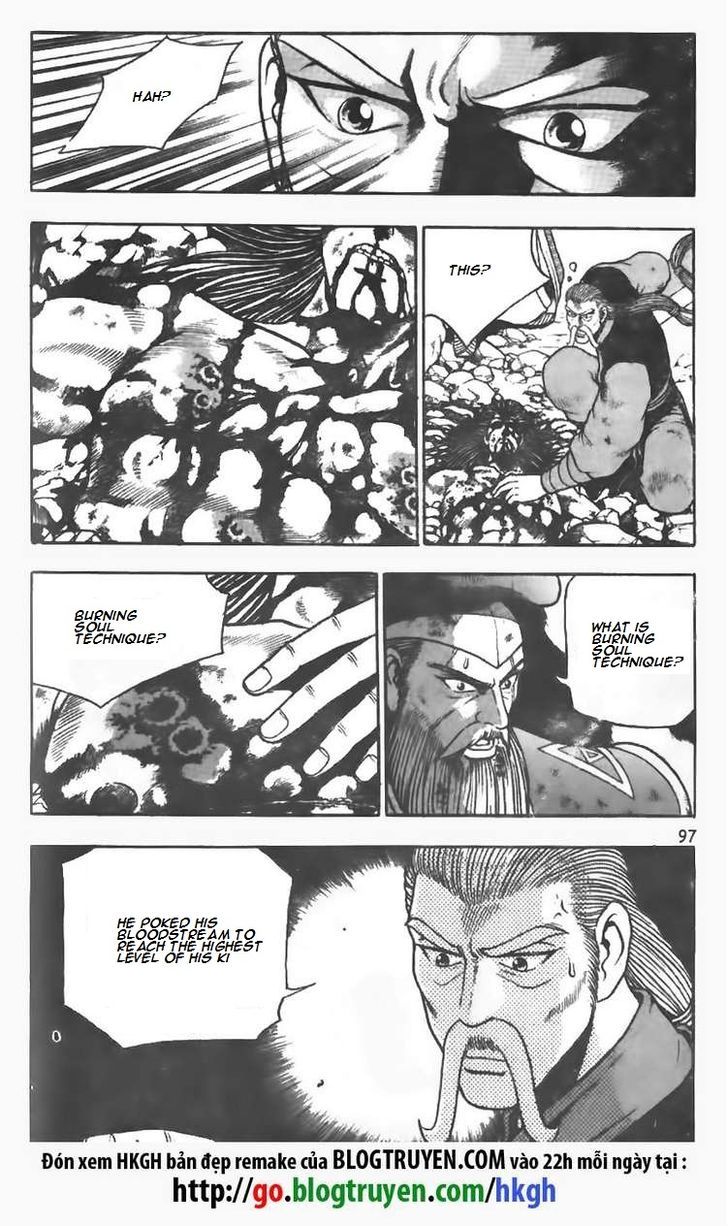 HAH?
THIS?
BURNING
SOUL
TECHNIQUE?
WHAT IS
BURNING
SOUL
TECHNIQUE?
97
HE POKED HIS
BLOODSTREAM TO
REACH THE HIGHEST
LEVEL OF HIS KI
Đón xem HKGH bản đẹp remake của BLOGTRUYEN.COM vào 22h mỗi ngày tại :
http://go.blogtruyen.com/hkgh